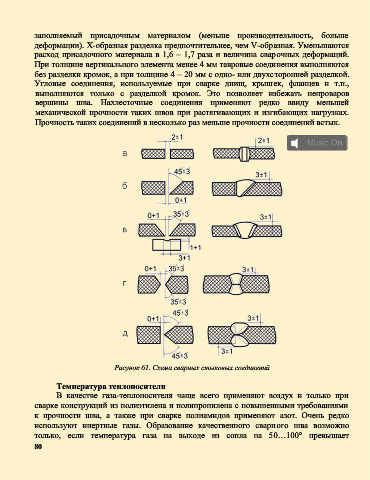 заполняемый присадочным материалом (меньше производительность, больше
деформации). Х-образная разделка предпочтительнее, чем V-образная. Уменьшаются
расход присадочного материала в 1,6 – 1,7 раза и величина сварочных деформаций.
При толщине вертикального элемента менее 4 мм тавровые соединения выполняются
без разделки кромок, а при толщине 4 – 20 мм с одно- или двухсторонней разделкой.
Угловые соединения, используемые при сварке днищ, крышек, фланцев и т.п.,
выполняются только с разделкой кромок. Это позволяет избежать непроваров
вершины шва. Нахлесточные соединения применяют редко ввиду меньшей
механической прочности таких швов при растягивающих и изгибающих нагрузках.
Прочность таких соединений в несколько раз меньше прочности соединений встык.
Music On
2±1
2±1
а
45±3
3±1
б
0+1
0+1
35±3
3±1
в
1+1
3+1
0+1
35±3
3±1
г
35±3
45±3
0+1
3±1
д
45±3
3±1
Рисунок 61. Схема сварных стыковых соединений
Температура теплоносителя
В качестве газа-теплоносителя чаще всего применяют воздух и только при
сварке конструкций из полиэтилена и полипропилена с повышенными требованиями
к прочности шва, а также при сварке полиамидов применяют азот. Очень редко
используют инертные газы. Образование качественного сварного шва возможно
только, если температура газа на выходе из сопла на 50…100° превышает
80